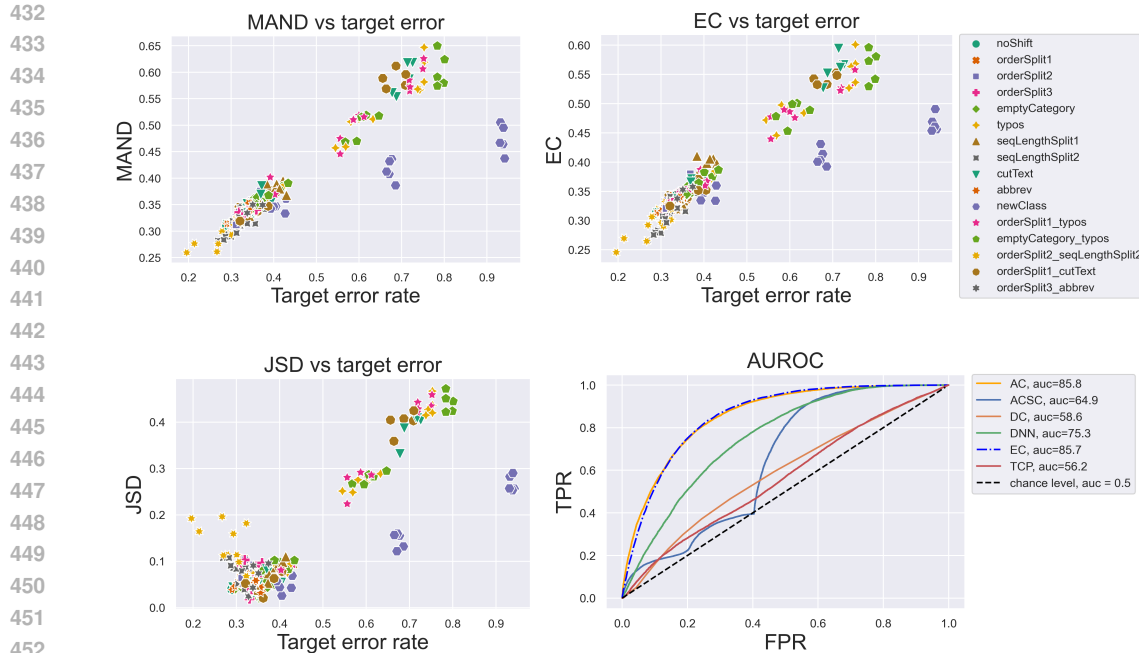 432
433
434
435
436
437
438
439
440
441
442
443
444
445
446
447
448
449
450
451
452
MAND vs target error
MAND
0.65
0.60
0.55
0.50
0.45
0.40
0.35
0.30
0.25
0.2 0.3 0.4 0.5 0.6 0.7 0.8 0.9
Target error rate
EC vs target error
EC
0.60
0.55
0.50
0.45
0.40
0.35
0.30
0.25
0.2 0.3 0.4 0.5 0.6 0.7 0.8 0.9
Target error rate
noShift
orderSplit1
orderSplit2
orderSplit3
emptyCategory
typos
seqLengthSplit1
seqLengthSplit2
cutText
abbrev
newClass
orderSplit1_typos
emptyCategory_typos
orderSplit2_seqLengthSplit2
orderSplit1_cutText
orderSplit3_abbrev
JSD vs target error
JSD
0.4
0.3
0.2
0.1
0.0
0.2 0.3 0.4 0.5 0.6 0.7 0.8 0.9
Target error rate
AUROC
TPR
1.0
0.8
0.6
0.4
0.2
0.0
0.0 0.2 0.4 0.6 0.8 1.0
FPR
AC, auc=85.8
ACSC, auc=64.9
DC, auc=58.6
DNN, auc=75.3
EC, auc=85.7
TCP, auc=56.2
chance level, auc = 0.5